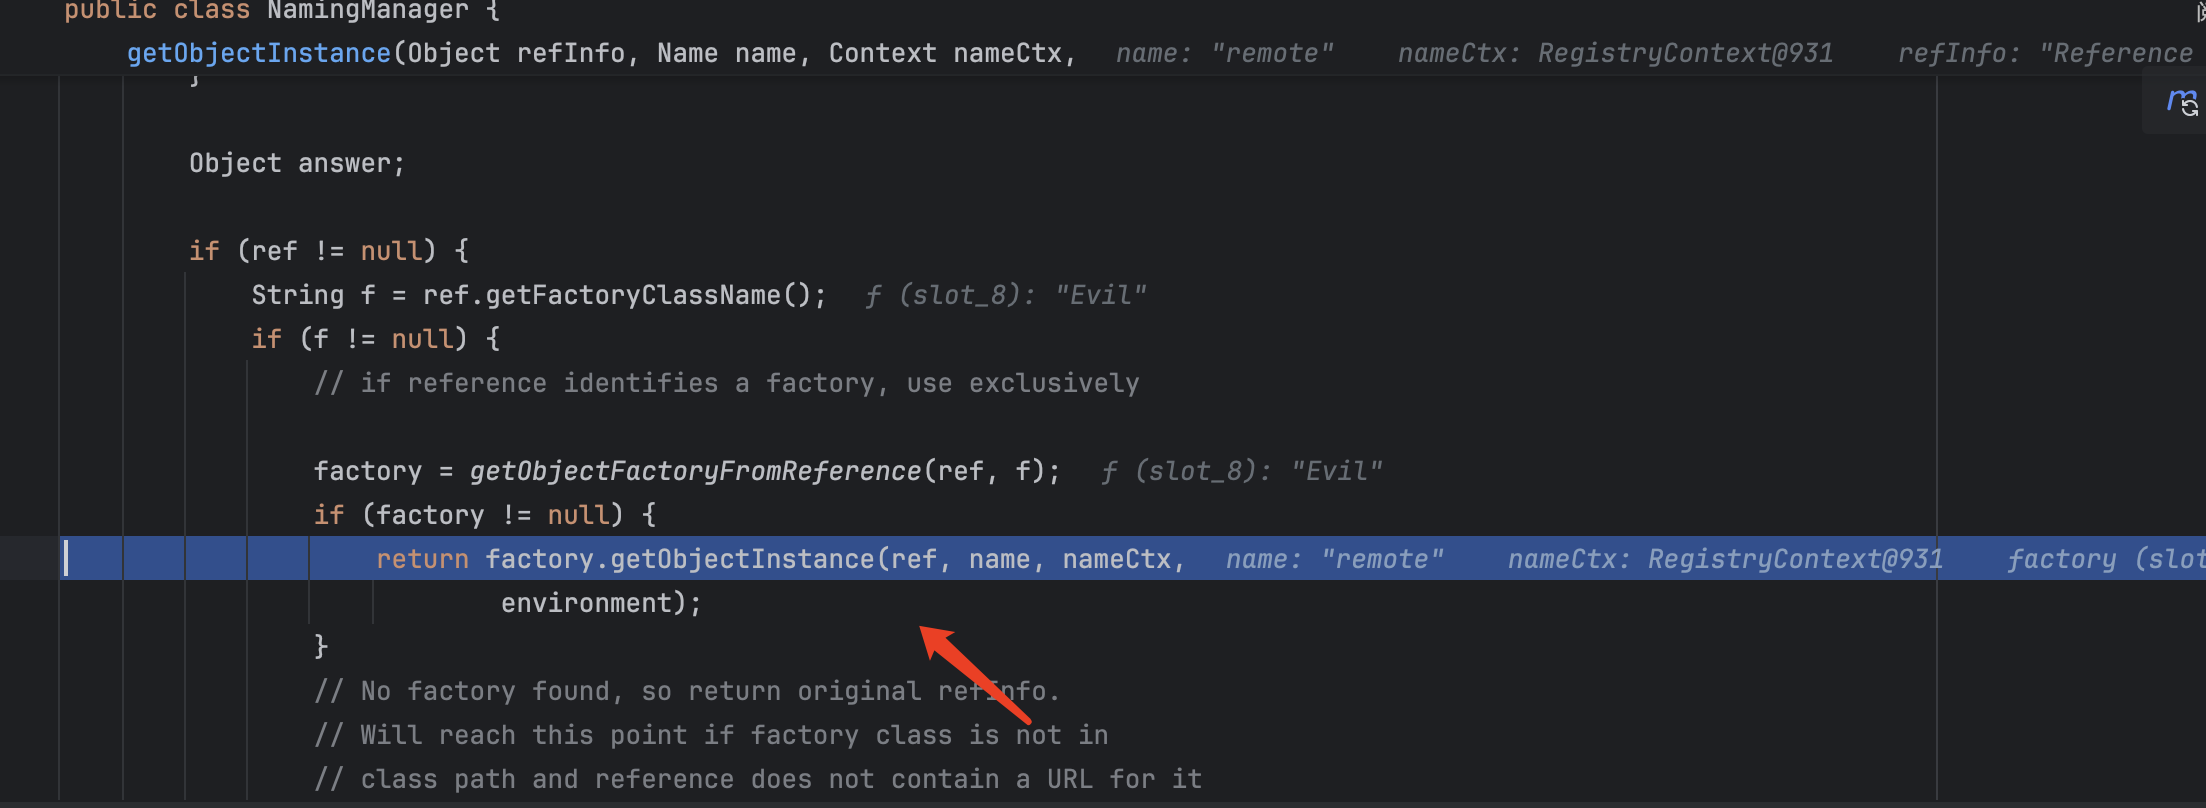 public class NamingManager {
getObjectInstance(Object refInfo, Name name, Context nameCtx, name: "remote" nameCtx: RegistryContext@931 refInfo: "Reference
}
Object answer;
if (ref != null) {
String f = ref.getFactoryClassName(); f (slot_8): "Evil"
if (f != null) {
// if reference identifies a factory, use exclusively
factory = getObjectFactoryFromReference(ref, f); f (slot_8): "Evil"
if (factory != null) {
return factory.getObjectInstance(ref, name, nameCtx, name: "remote" nameCtx: RegistryContext@931 factory (slot
environment);
}
// No factory found, so return original refInfo.
// Will reach this point if factory class is not in
// class path and reference does not contain a URL for it